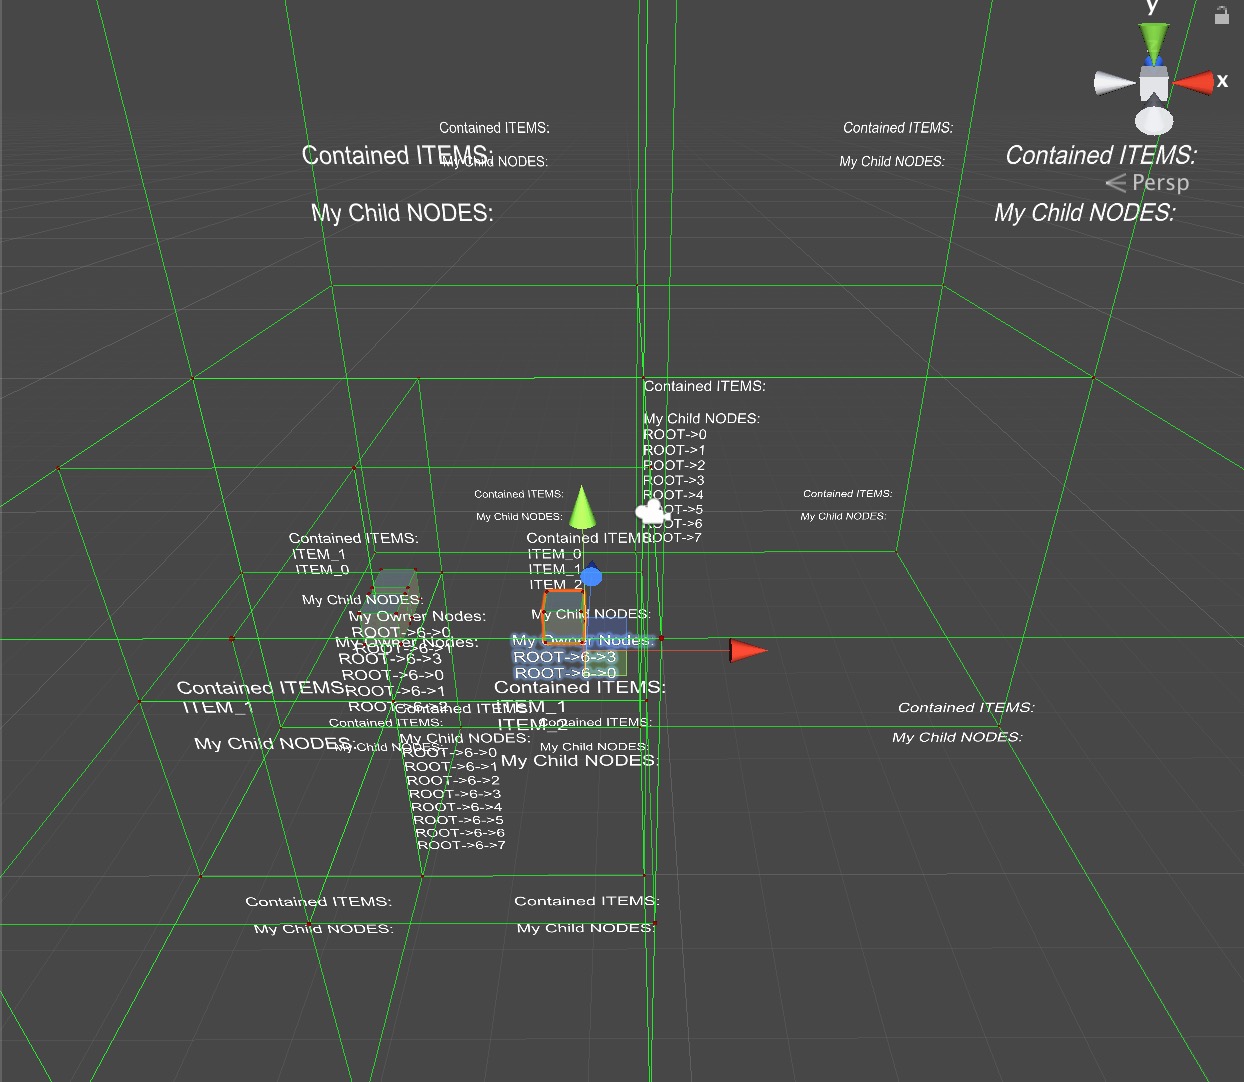 y
x
Persp
Contained ITEMS:
My Child NODES:
Contained ITEMS:
My Child NODES:
Contained ITEMS:
My Child NODES:
Contained ITEMS:
My Child NODES:
Contained ITEMS:
My Child NODES:
ROOT->0
ROOT->1
ROOT->2
ROOT->3
ROOT->4
ROOT->5
ROOT->6
ROOT->7
Contained ITEMS:
My Child NODES:
Contained ITEMS:
My Child NODES:
Contained ITEMS:
ITEM_1
ITEM_0
My Child NODES:
Contained ITEMS:
ITEM_0
ITEM_1
ITEM_2
My Child NODES:
My Owner Nodes:
ROOT->6->0
ROOT->6->1
My Owner Nodes:
ROOT->6->3
ROOT->6->0
ROOT->6->1
ROOT->6->2
My Owner Nodes:
ROOT->6->3
ROOT->6->0
Contained ITEMS:
ITEM_1
My Child NODES:
Contained ITEMS:
ITEM_1
ITEM_2
My Child NODES:
Contained ITEMS:
My Child NODES:
ROOT->6->0
ROOT->6->1
ROOT->6->2
ROOT->6->3
ROOT->6->4
ROOT->6->5
ROOT->6->6
ROOT->6->7
Contained ITEMS:
My Child NODES:
Contained ITEMS:
My Child NODES:
Contained ITEMS:
My Child NODES:
Contained ITEMS:
My Child NODES:
Contained ITEMS:
My Child NODES: